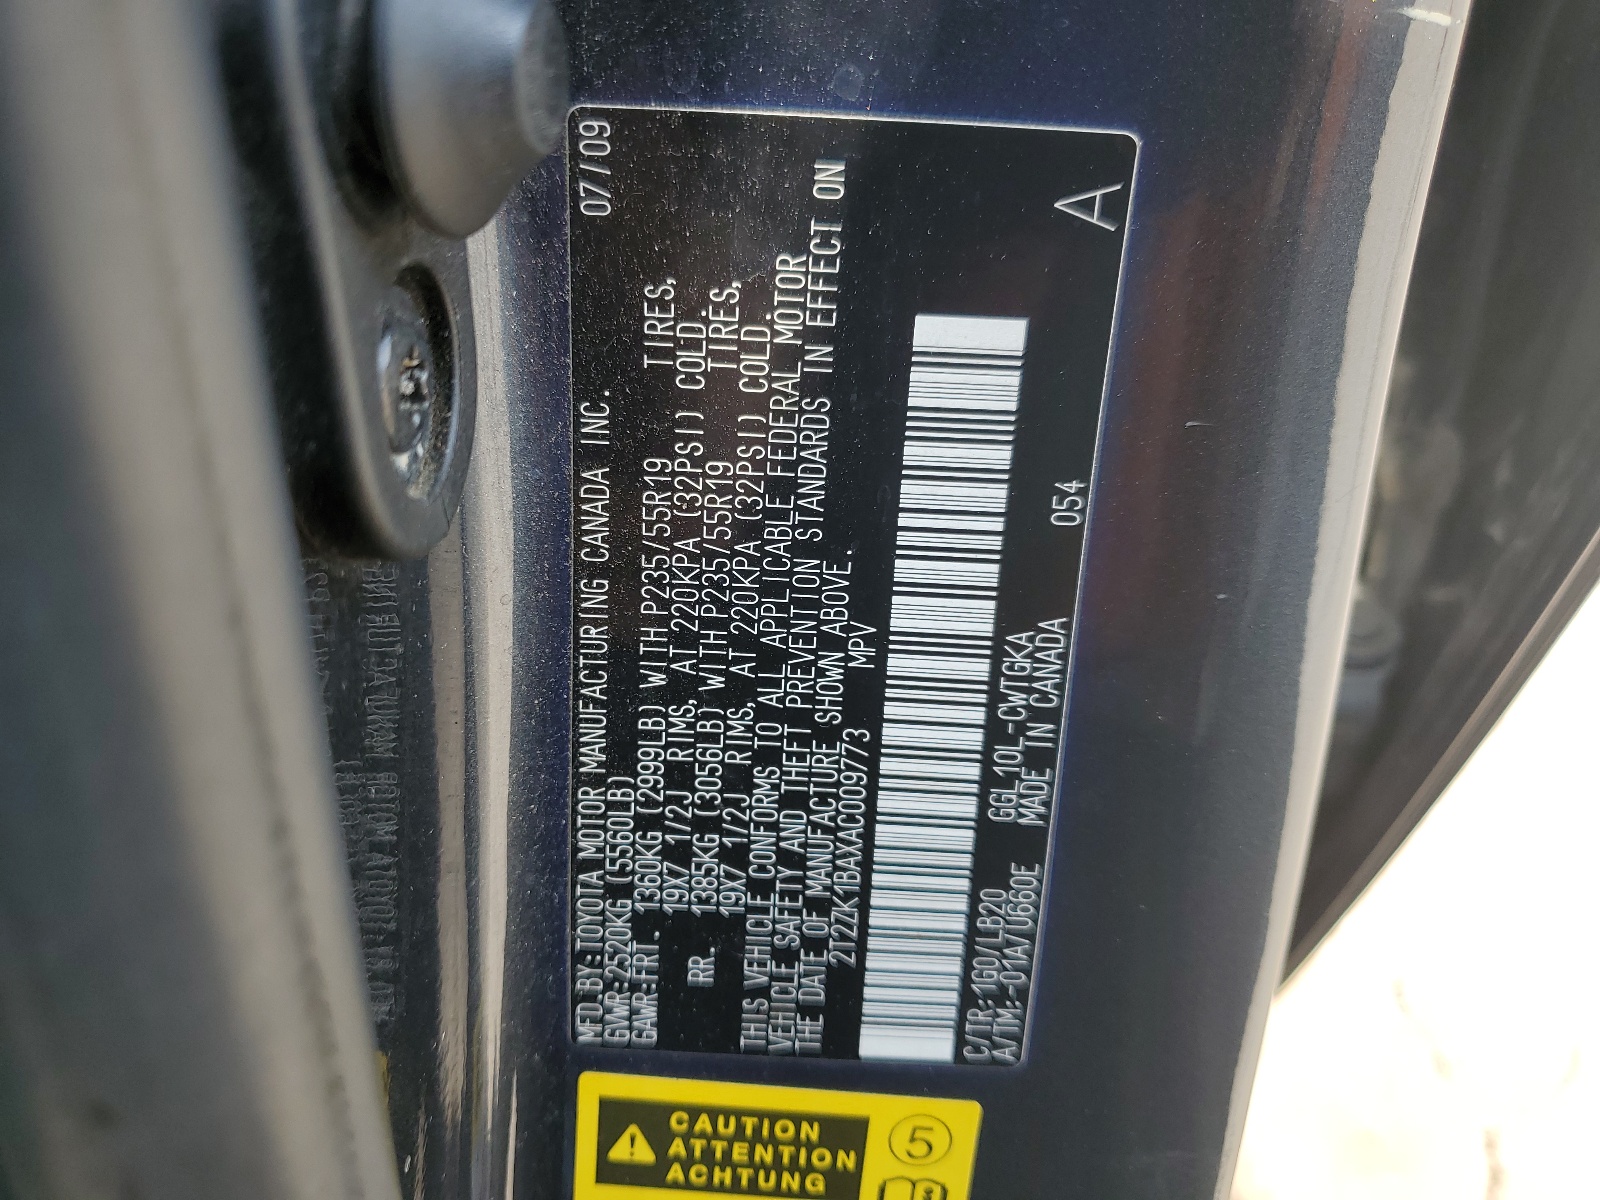 MFD.BY:TOYOTA MOTOR MANUFACTURING CANADA INC. 07/09
GVWR:2520KG (5560LB)
GAWR:FRT. 1360KG (2999LB) WITH P235/55R19 TIRES,
19X7 1/2J RIMS, AT 220KPA (32PSI) COLD.
RR. 1385KG (3056LB) WITH P235/55R19 TIRES,
19X7 1/2J RIMS, AT 220KPA (32PSI) COLD.
THIS VEHICLE CONFORMS TO ALL APPLICABLE FEDERAL MOTOR
VEHICLE SAFETY AND THEFT PREVENTION STANDARDS IN EFFECT ON
THE DATE OF MANUFACTURE SHOWN ABOVE.
2T2ZK1BAXAC009773 MPV
C/TR:1G0/LB20 GGL10L-CWTGKA 054
A/TM:-01A/U660E MADE IN CANADA
A
CAUTION
ATTENTION
ACHTUNG
5